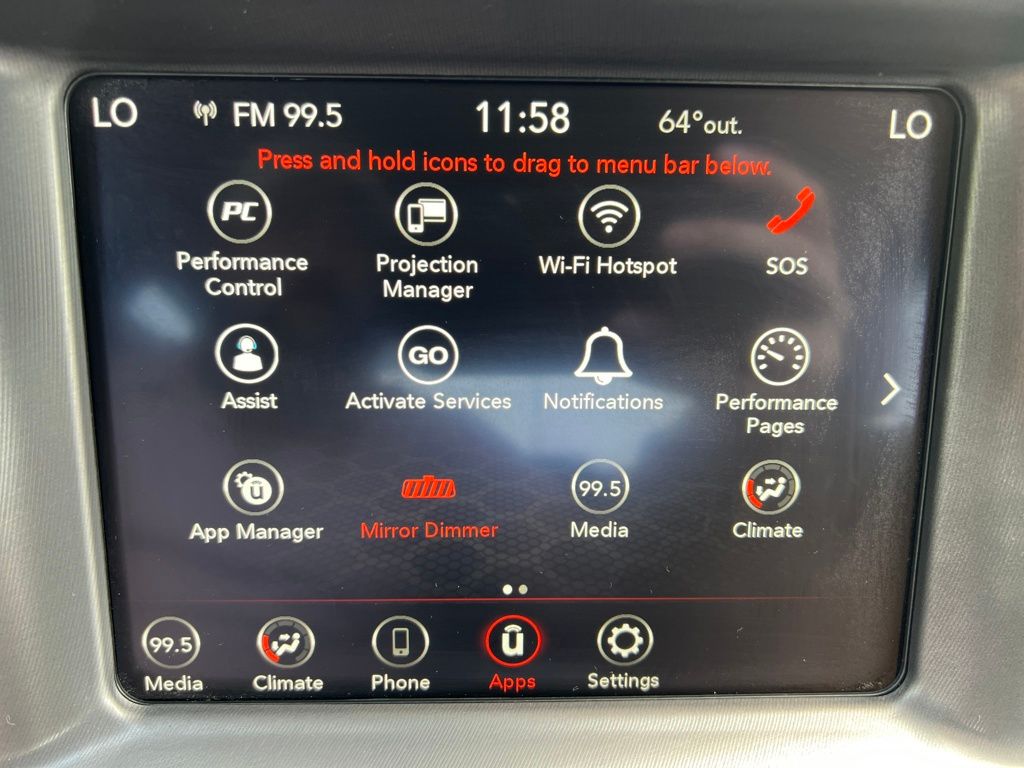 LO FM 99.5 11:58 64°out. LO
Press and hold icons to drag to menu bar below.
PC
Performance Control
Projection Manager
Wi-Fi Hotspot
SOS
Assist
GO
Activate Services
Notifications
Performance Pages
u
App Manager
Mirror Dimmer
99.5
Media
Climate
99.5
Media
Climate
Phone
u
Apps
Settings